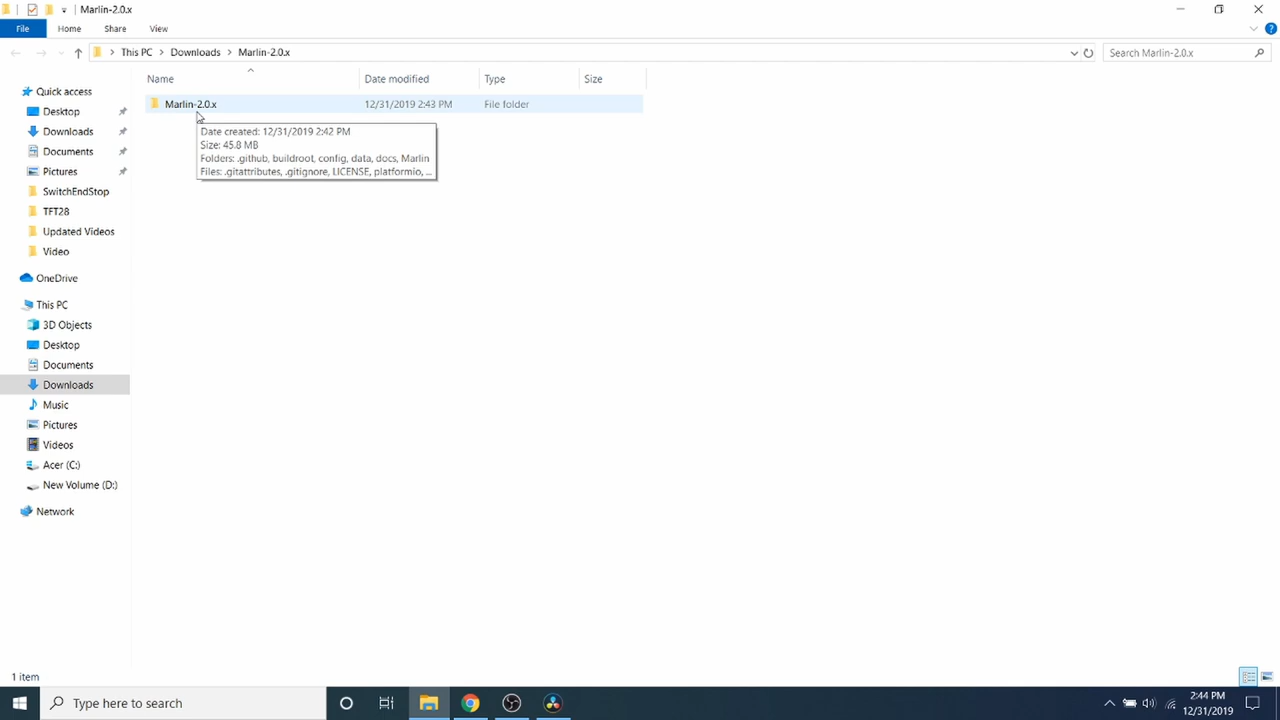 Marlin-2.0.x
File Home Share View
This PC Downloads Marlin-2.0.x Search Marlin-2.0.x
Name Date modified Type Size
Marlin-2.0.x 12/31/2019 2:43 PM File folder
Date created: 12/31/2019 2:42 PM
Size: 45.8 MB
Folders: .github, buildroot, config, data, docs, Marlin
Files: .gitattributes, .gitignore, LICENSE, platformio, ...
Quick access
Desktop
Downloads
Documents
Pictures
SwitchEndStop
TFT28
Updated Videos
Video
OneDrive
This PC
3D Objects
Desktop
Documents
Downloads
Music
Pictures
Videos
Acer (C:)
New Volume (D:)
Network
1 item
Type here to search
2:44 PM
12/31/2019